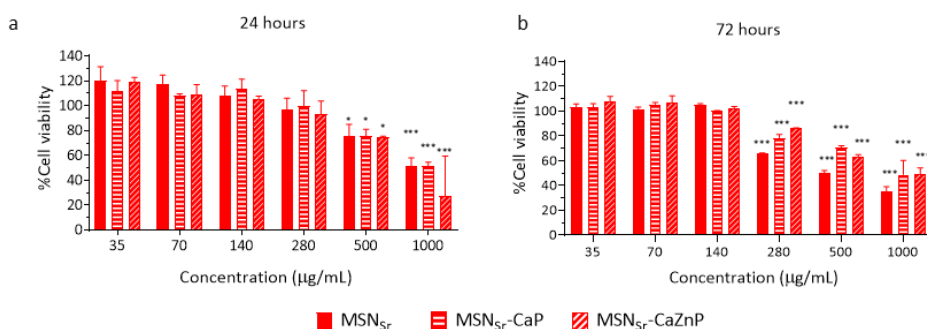 a
24 hours
%Cell viability
140
120
100
80
60
40
20
0
* * *
*** *** ***
35 70 140 280 500 1000
Concentration (µg/mL)
b
72 hours
%Cell viability
140
120
100
80
60
40
20
0
*** *** ***
*** *** ***
*** *** ***
35 70 140 280 500 1000
Concentration (µg/mL)
MSNSr MSNSr-CaP MSNSr-CaZnP